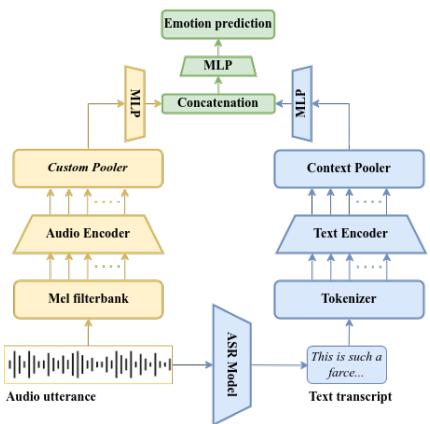 Emotion prediction
MLP
MLP
Concatenation
MLP
Custom Pooler
Context Pooler
Audio Encoder
Text Encoder
Mel filterbank
Tokenizer
ASR Model
This is such a
farce...
Audio utterance
Text transcript